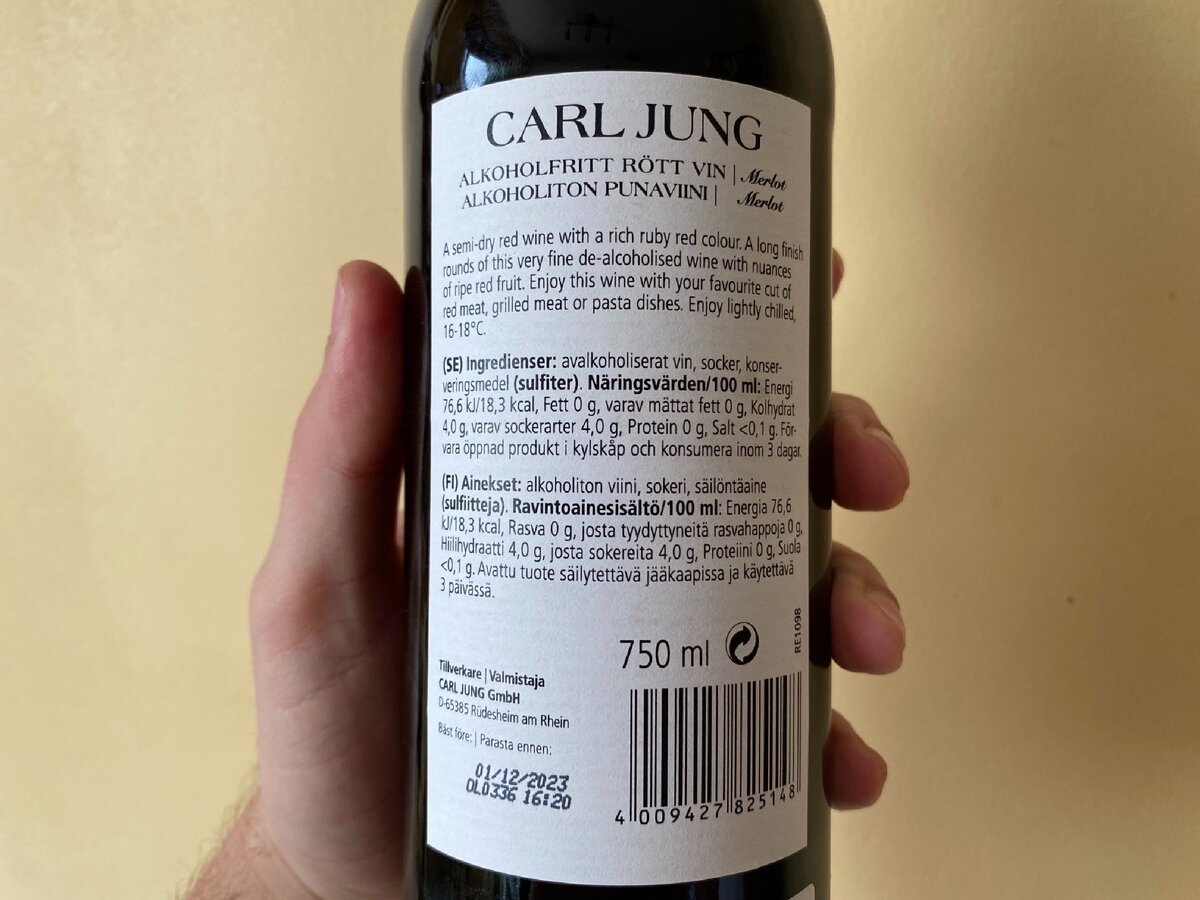 CARL JUNG
ALKOHOLFRITT RÖTT VIN | Merlot
ALKOHOLITON PUNAVIINI | Merlot
A semi-dry red wine with a rich ruby red colour. A long finish
rounds of this very fine de-alcoholised wine with nuances
of ripe red fruit. Enjoy this wine with your favourite cut of
red meat, grilled meat or pasta dishes. Enjoy lightly chilled,
16-18°C.
(SE) Ingredienser: avalkoholiserat vin, socker, konser-
veringsmedel (sulfiter). Näringsvärden/100 ml: Energi
76,6 kJ/18,3 kcal, Fett 0 g, varav mättat fett 0 g, Kolhydrat
4,0 g, varav sockerarter 4,0 g, Protein 0 g, Salt <0,1 g. För-
vara öppnad produkt i kylskåp och konsumera inom 3 dagar.
(FI) Ainekset: alkoholiton viini, sokeri, säilöntäaine
(sulfiitteja). Ravintoainesisältö/100 ml: Energia 76,6
kJ/18,3 kcal, Rasva 0 g, josta tyydyttyneitä rasvahappoja 0 g,
Hiilihydraatti 4,0 g, josta sokereita 4,0 g, Proteiini 0 g, Suola
<0,1 g. Avattu tuote säilytettävä jääkaapissa ja käytettävä
3 päivässä.
750 ml
RE1098
Tillverkare | Valmistaja
CARL JUNG GmbH
D-65385 Rüdesheim am Rhein
Bäst före: | Parasta ennen:
01/12/2023
OL0336 16:20
4 009427 825148